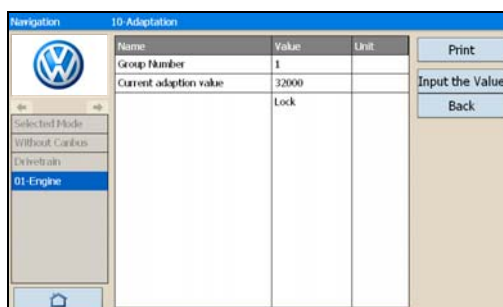 Navigation
10-Adaptation
Name Value Unit
Group Number 1
Current adaption value 32000
Lock
Selected Mode
Without Canbus
Drivetrain
01-Engine
Print
Input the Value
Back